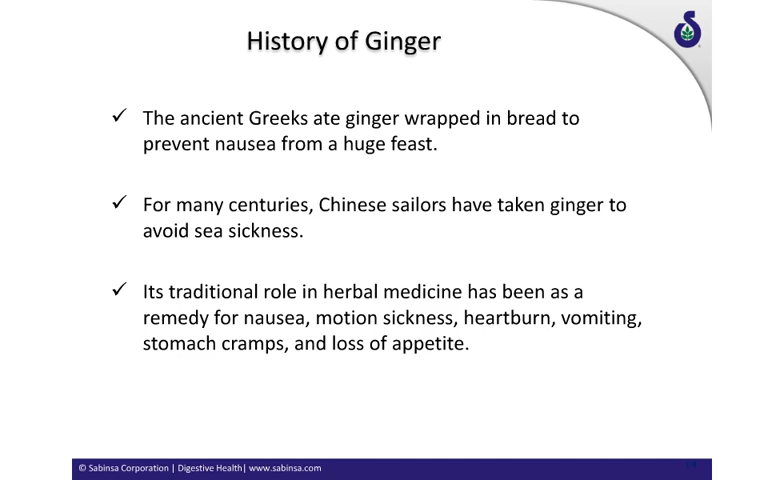 History of Ginger
✓ The ancient Greeks ate ginger wrapped in bread to
prevent nausea from a huge feast.
✓ For many centuries, Chinese sailors have taken ginger to
avoid sea sickness.
✓ Its traditional role in herbal medicine has been as a
remedy for nausea, motion sickness, heartburn, vomiting,
stomach cramps, and loss of appetite.
© Sabinsa Corporation | Digestive Health| www.sabinsa.com